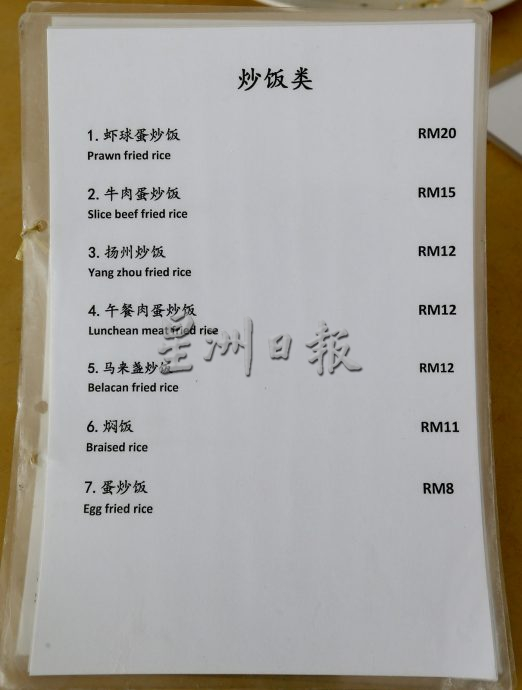 炒饭类
1. 虾球蛋炒饭 RM20
Prawn fried rice
2. 牛肉蛋炒饭 RM15
Slice beef fried rice
3. 扬州炒饭 RM12
Yang zhou fried rice
4. 午餐肉蛋炒饭 RM12
Lunchean meat fried rice
星洲日報
5. 马来盏炒饭 RM12
Belacan fried rice
6. 焖饭 RM11
Braised rice
7. 蛋炒饭 RM8
Egg fried rice